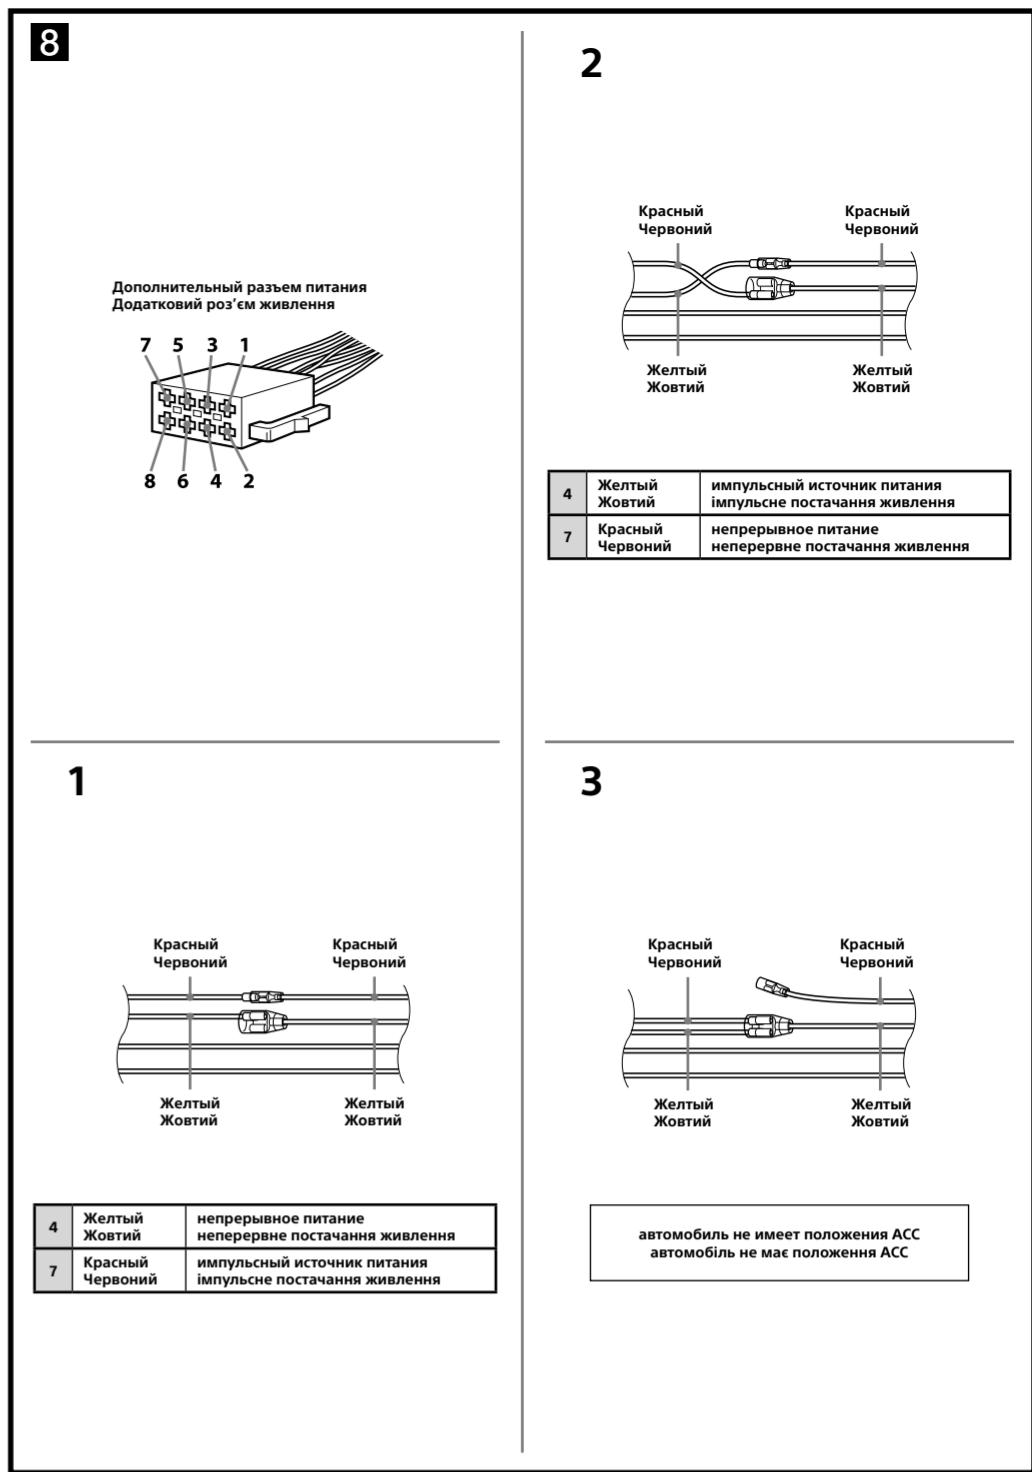 8
Дополнительный разъем питания
Додатковий роз’єм живлення
7 5 3 1
8 6 4 2
1
Красный Красный
Червоний Червоний
Желтый Желтый
Жовтий Жовтий
4 Желтый непрерывное питание
Жовтий неперервне постачання живлення
7 Красный импульсный источник питания
Червоний імпульсне постачання живлення
2
Красный Красный
Червоний Червоний
Желтый Желтый
Жовтий Жовтий
4 Желтый импульсный источник питания
Жовтий імпульсне постачання живлення
7 Красный непрерывное питание
Червоний неперервне постачання живлення
3
Красный Красный
Червоний Червоний
Желтый Желтый
Жовтий Жовтий
автомобиль не имеет положения ACC
автомобіль не має положення ACC